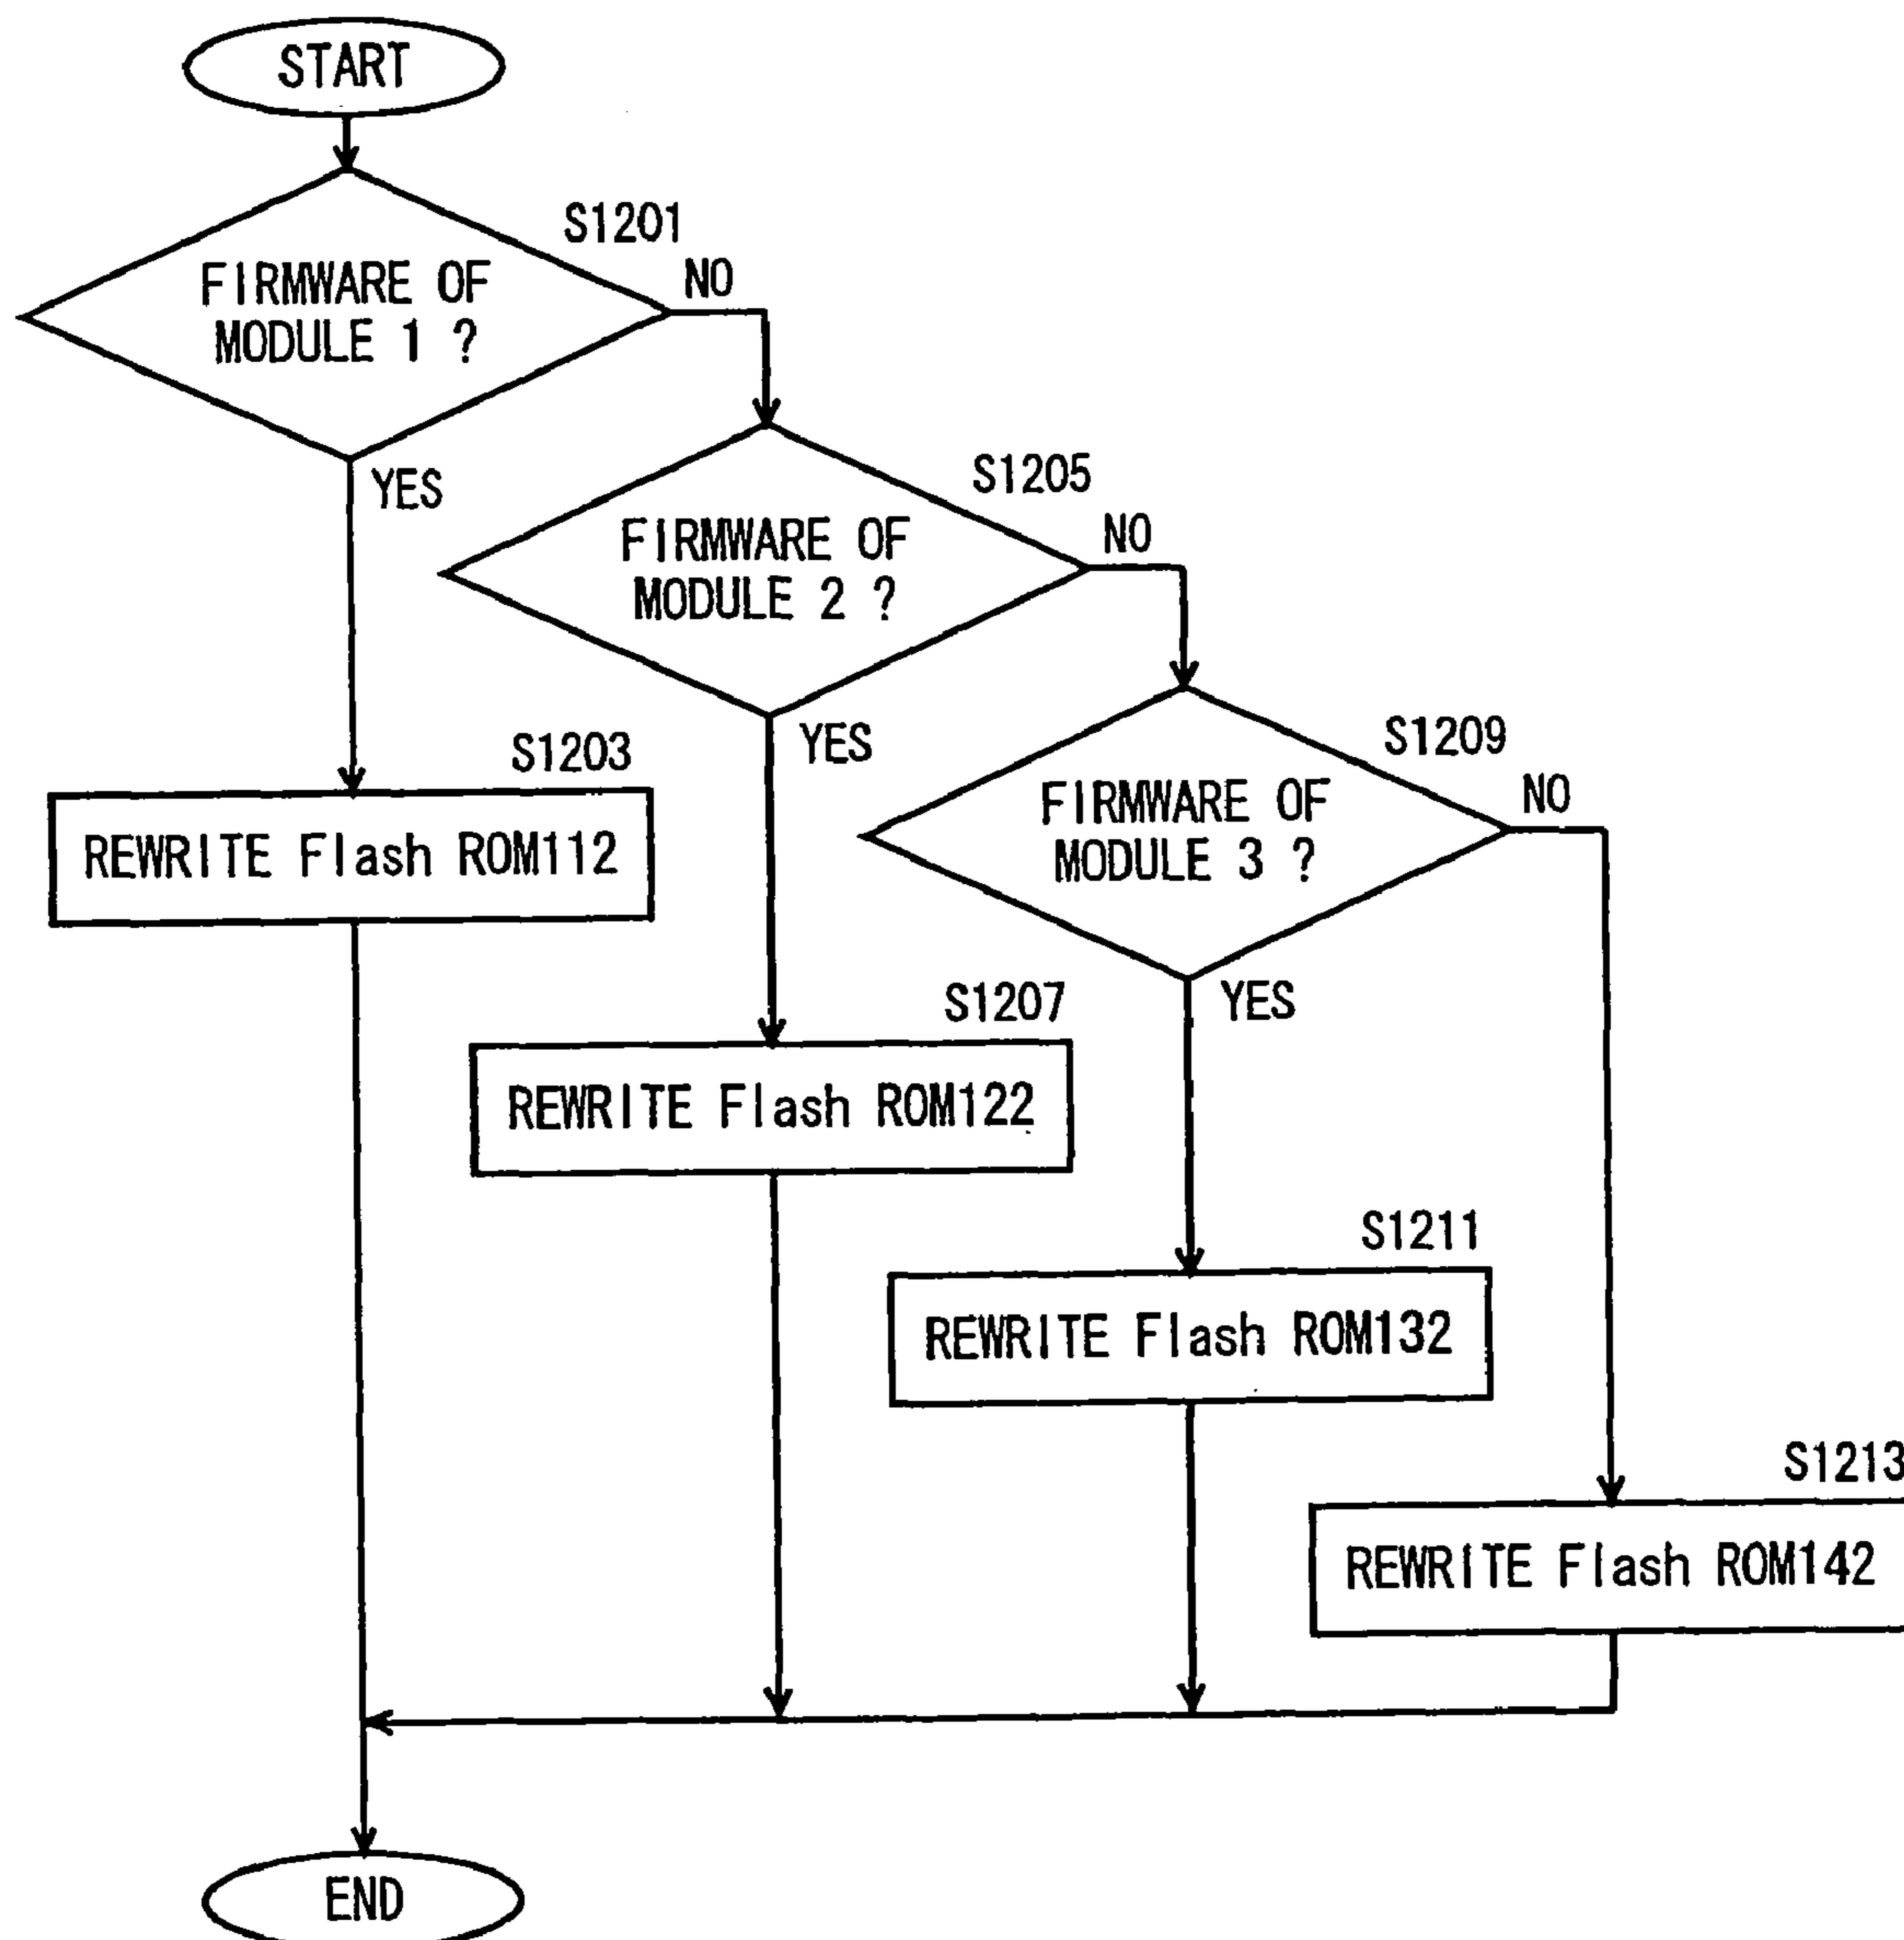 START
S1201
FIRMWARE OF
MODULE 1 ?
NO
YES
S1205
FIRMWARE OF
MODULE 2 ?
NO
YES
S1209
FIRMWARE OF
MODULE 3 ?
NO
YES
S1203
REWRITE Flash ROM112
S1207
REWRITE Flash ROM122
S1211
REWRITE Flash ROM132
S1213
REWRITE Flash ROM142
END